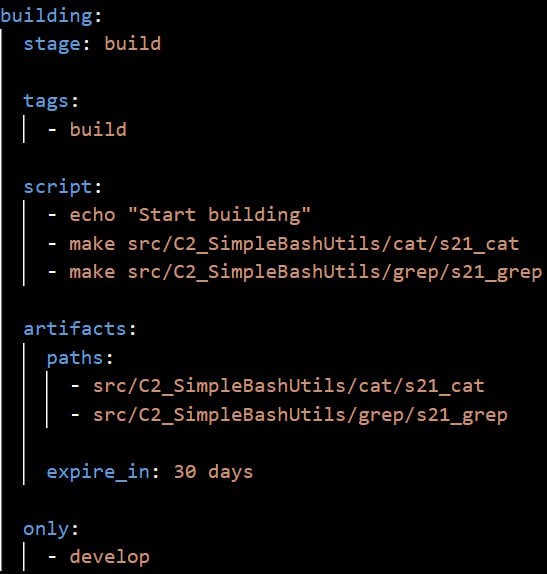 building:
stage: build
tags:
- build
script:
- echo "Start building"
- make src/C2_SimpleBashUtils/cat/s21_cat
- make src/C2_SimpleBashUtils/grep/s21_grep
artifacts:
paths:
- src/C2_SimpleBashUtils/cat/s21_cat
- src/C2_SimpleBashUtils/grep/s21_grep
expire_in: 30 days
only:
- develop